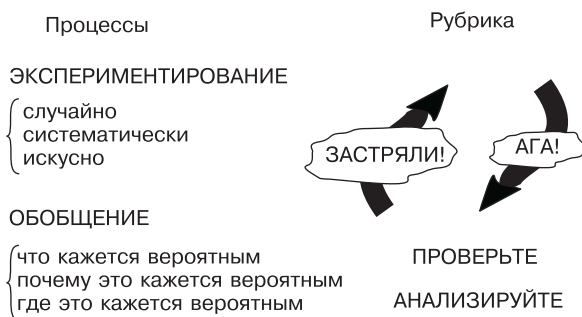 Процессы
Рубрика
ЭКСПЕРИМЕНТИРОВАНИЕ
случайно
систематически
искусно
ЗАСТРЯЛИ!
АГА!
ОБОБЩЕНИЕ
что кажется вероятным
почему это кажется вероятным
где это кажется вероятным
ПРОВЕРЬТЕ
АНАЛИЗИРУЙТЕ